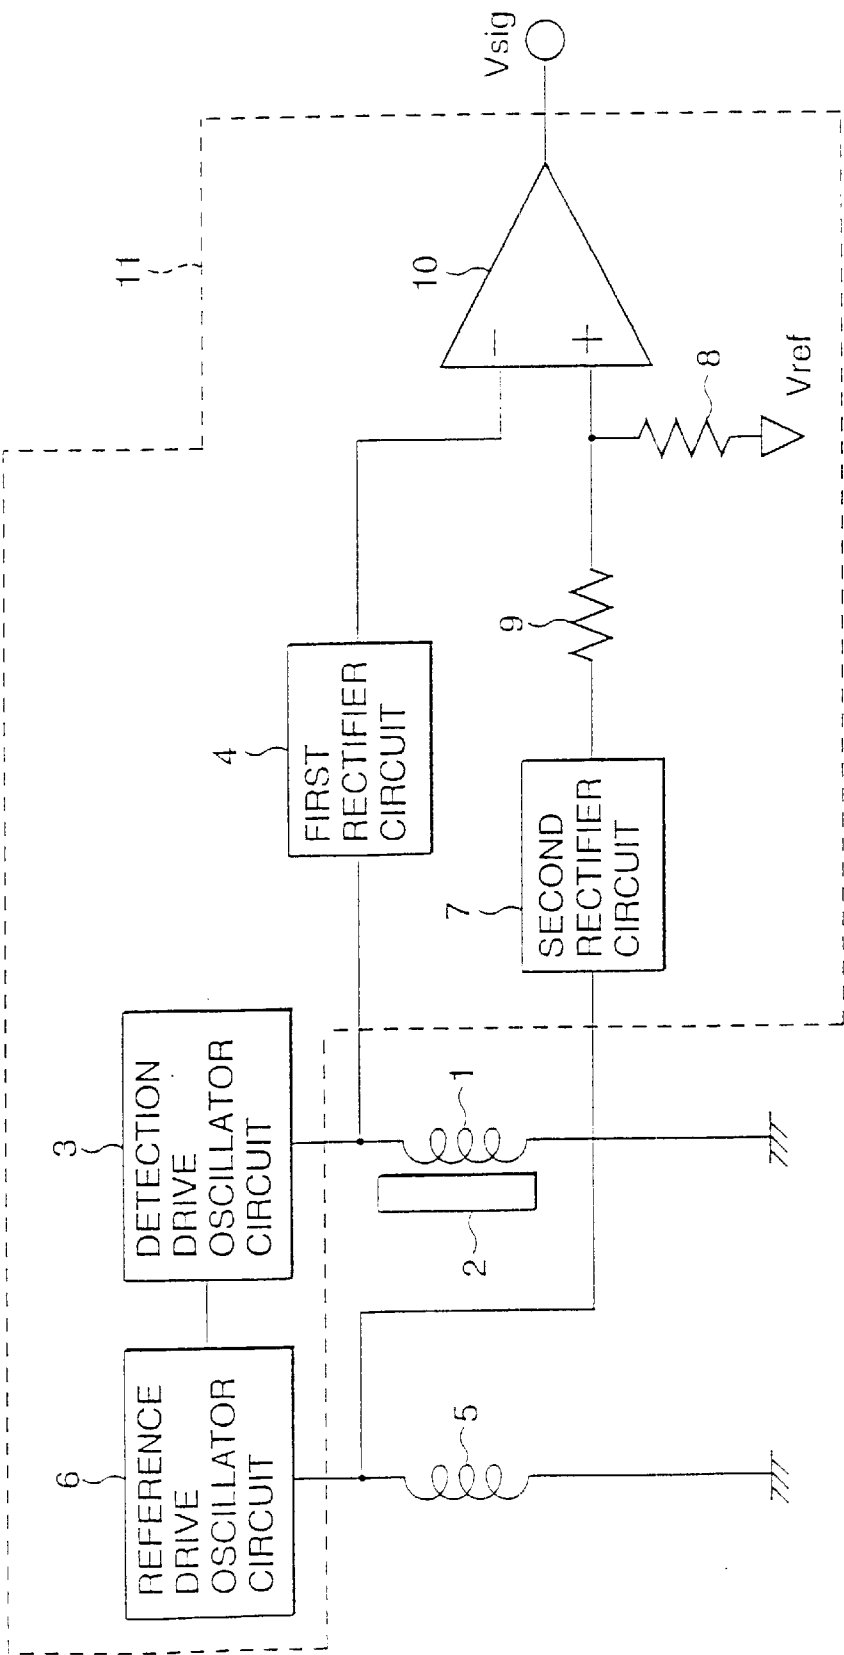 11
Vsig
10
−
+
8
Vref
9
4
FIRST
RECTIFIER
CIRCUIT
7
SECOND
RECTIFIER
CIRCUIT
3
DETECTION
DRIVE
OSCILLATOR
CIRCUIT
1
2
6
REFERENCE
DRIVE
OSCILLATOR
CIRCUIT
5